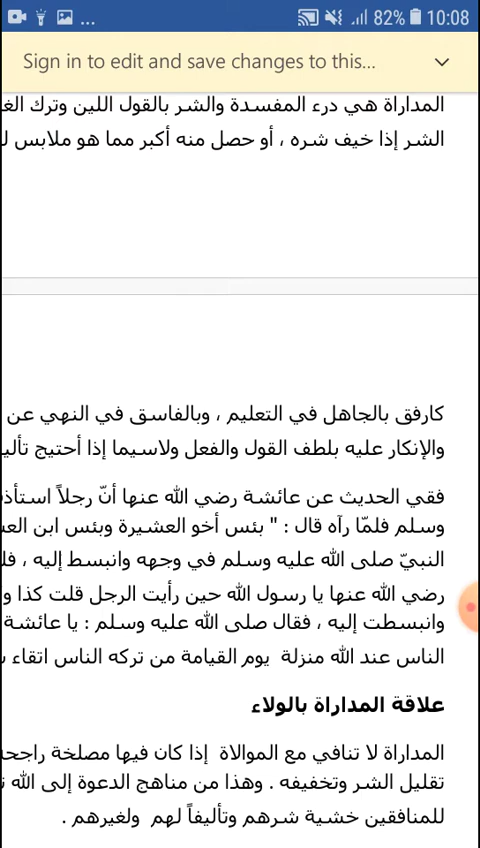 ... 82% 10:08
Sign in to edit and save changes to this...
المداراة هي درء المفسدة والشر بالقول اللين وترك
الشر إذا خيف شره ، أو حصل منه أكبر مما هو ملابس
كارفق بالجاهل في التعليم ، وبالفاسق في النهي عن
والإنكار عليه بلطف القول والفعل ولاسيما إذا أحتيج
فقي الحديث عن عائشة رضي الله عنها أنّ رجلاً
وسلم فلمّا رآه قال : " بئس أخو العشيرة وبئس ابن
النبيّ صلى الله عليه وسلم في وجهه وانبسط إليه ،
رضي الله عنها يا رسول الله حين رأيت الرجل قلت كذا و
وانبسطت إليه ، فقال صلى الله عليه وسلم : يا عائشة
الناس عند الله منزلة يوم القيامة من تركه الناس اتقاء
علاقة المداراة بالولاء
المداراة لا تنافي مع الموالاة إذا كان فيها مصلخة
تقليل الشر وتخفيفه . وهذا من مناهج الدعوة إلى الله
للمنافقين خشية شرهم وتأليفاً لهم ولغيرهم .